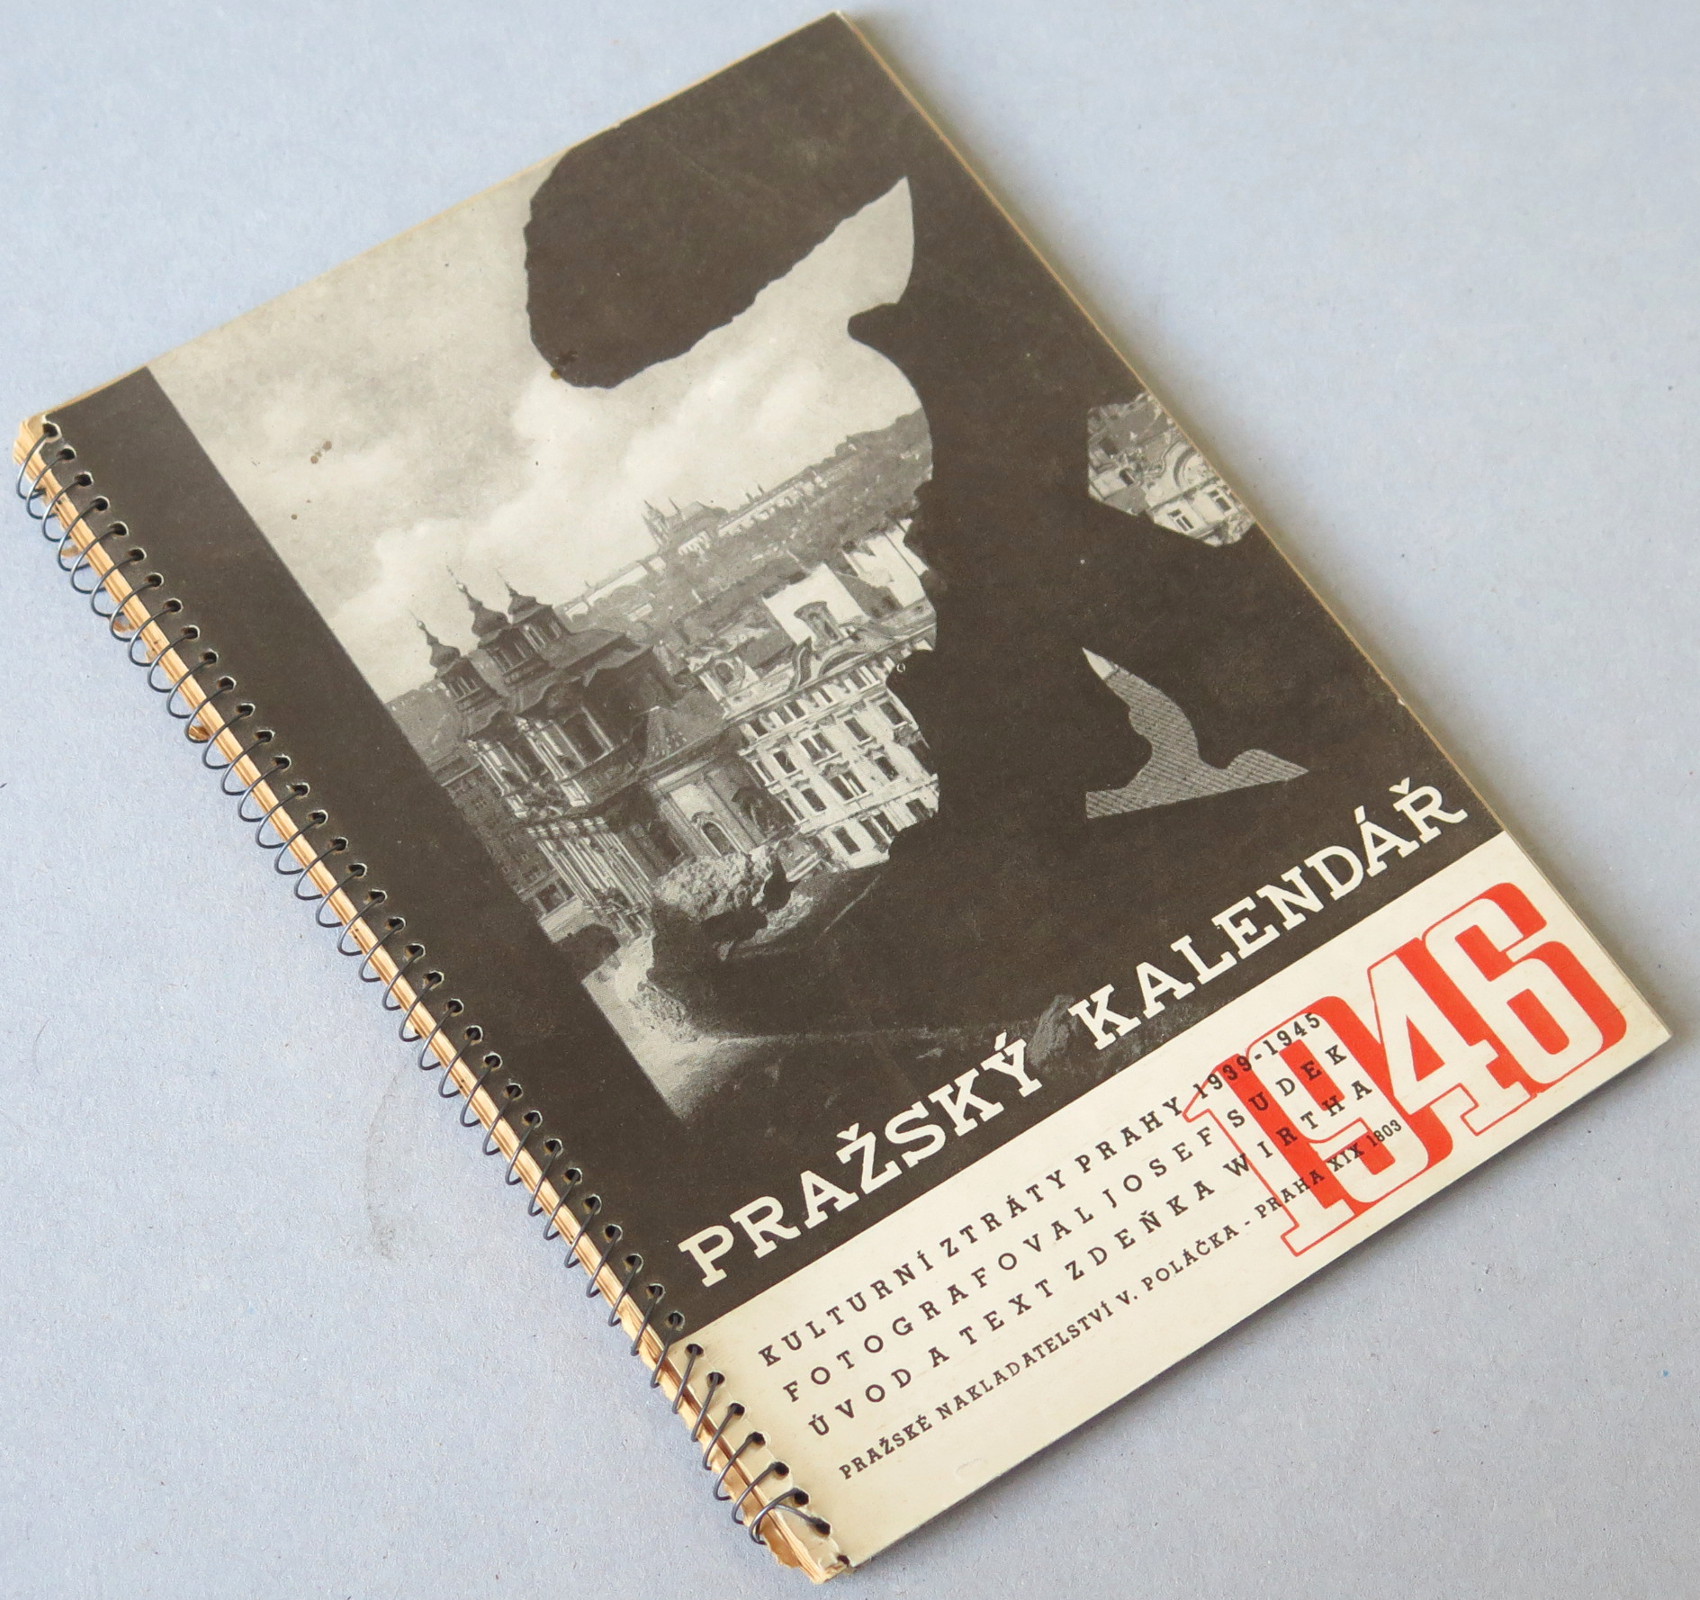 PRAŽSKÝ KALENDÁŘ
1946
KULTURNÍ ZTRÁTY PRAHY 1939-1945
FOTOGRAFOVAL JOSEF SUDEK
ÚVOD A TEXT ZDEŇKA WIRTHA
PRAŽSKÉ NAKLADATELSTVÍ V. POLÁČKA - PRAHA XIX 1803